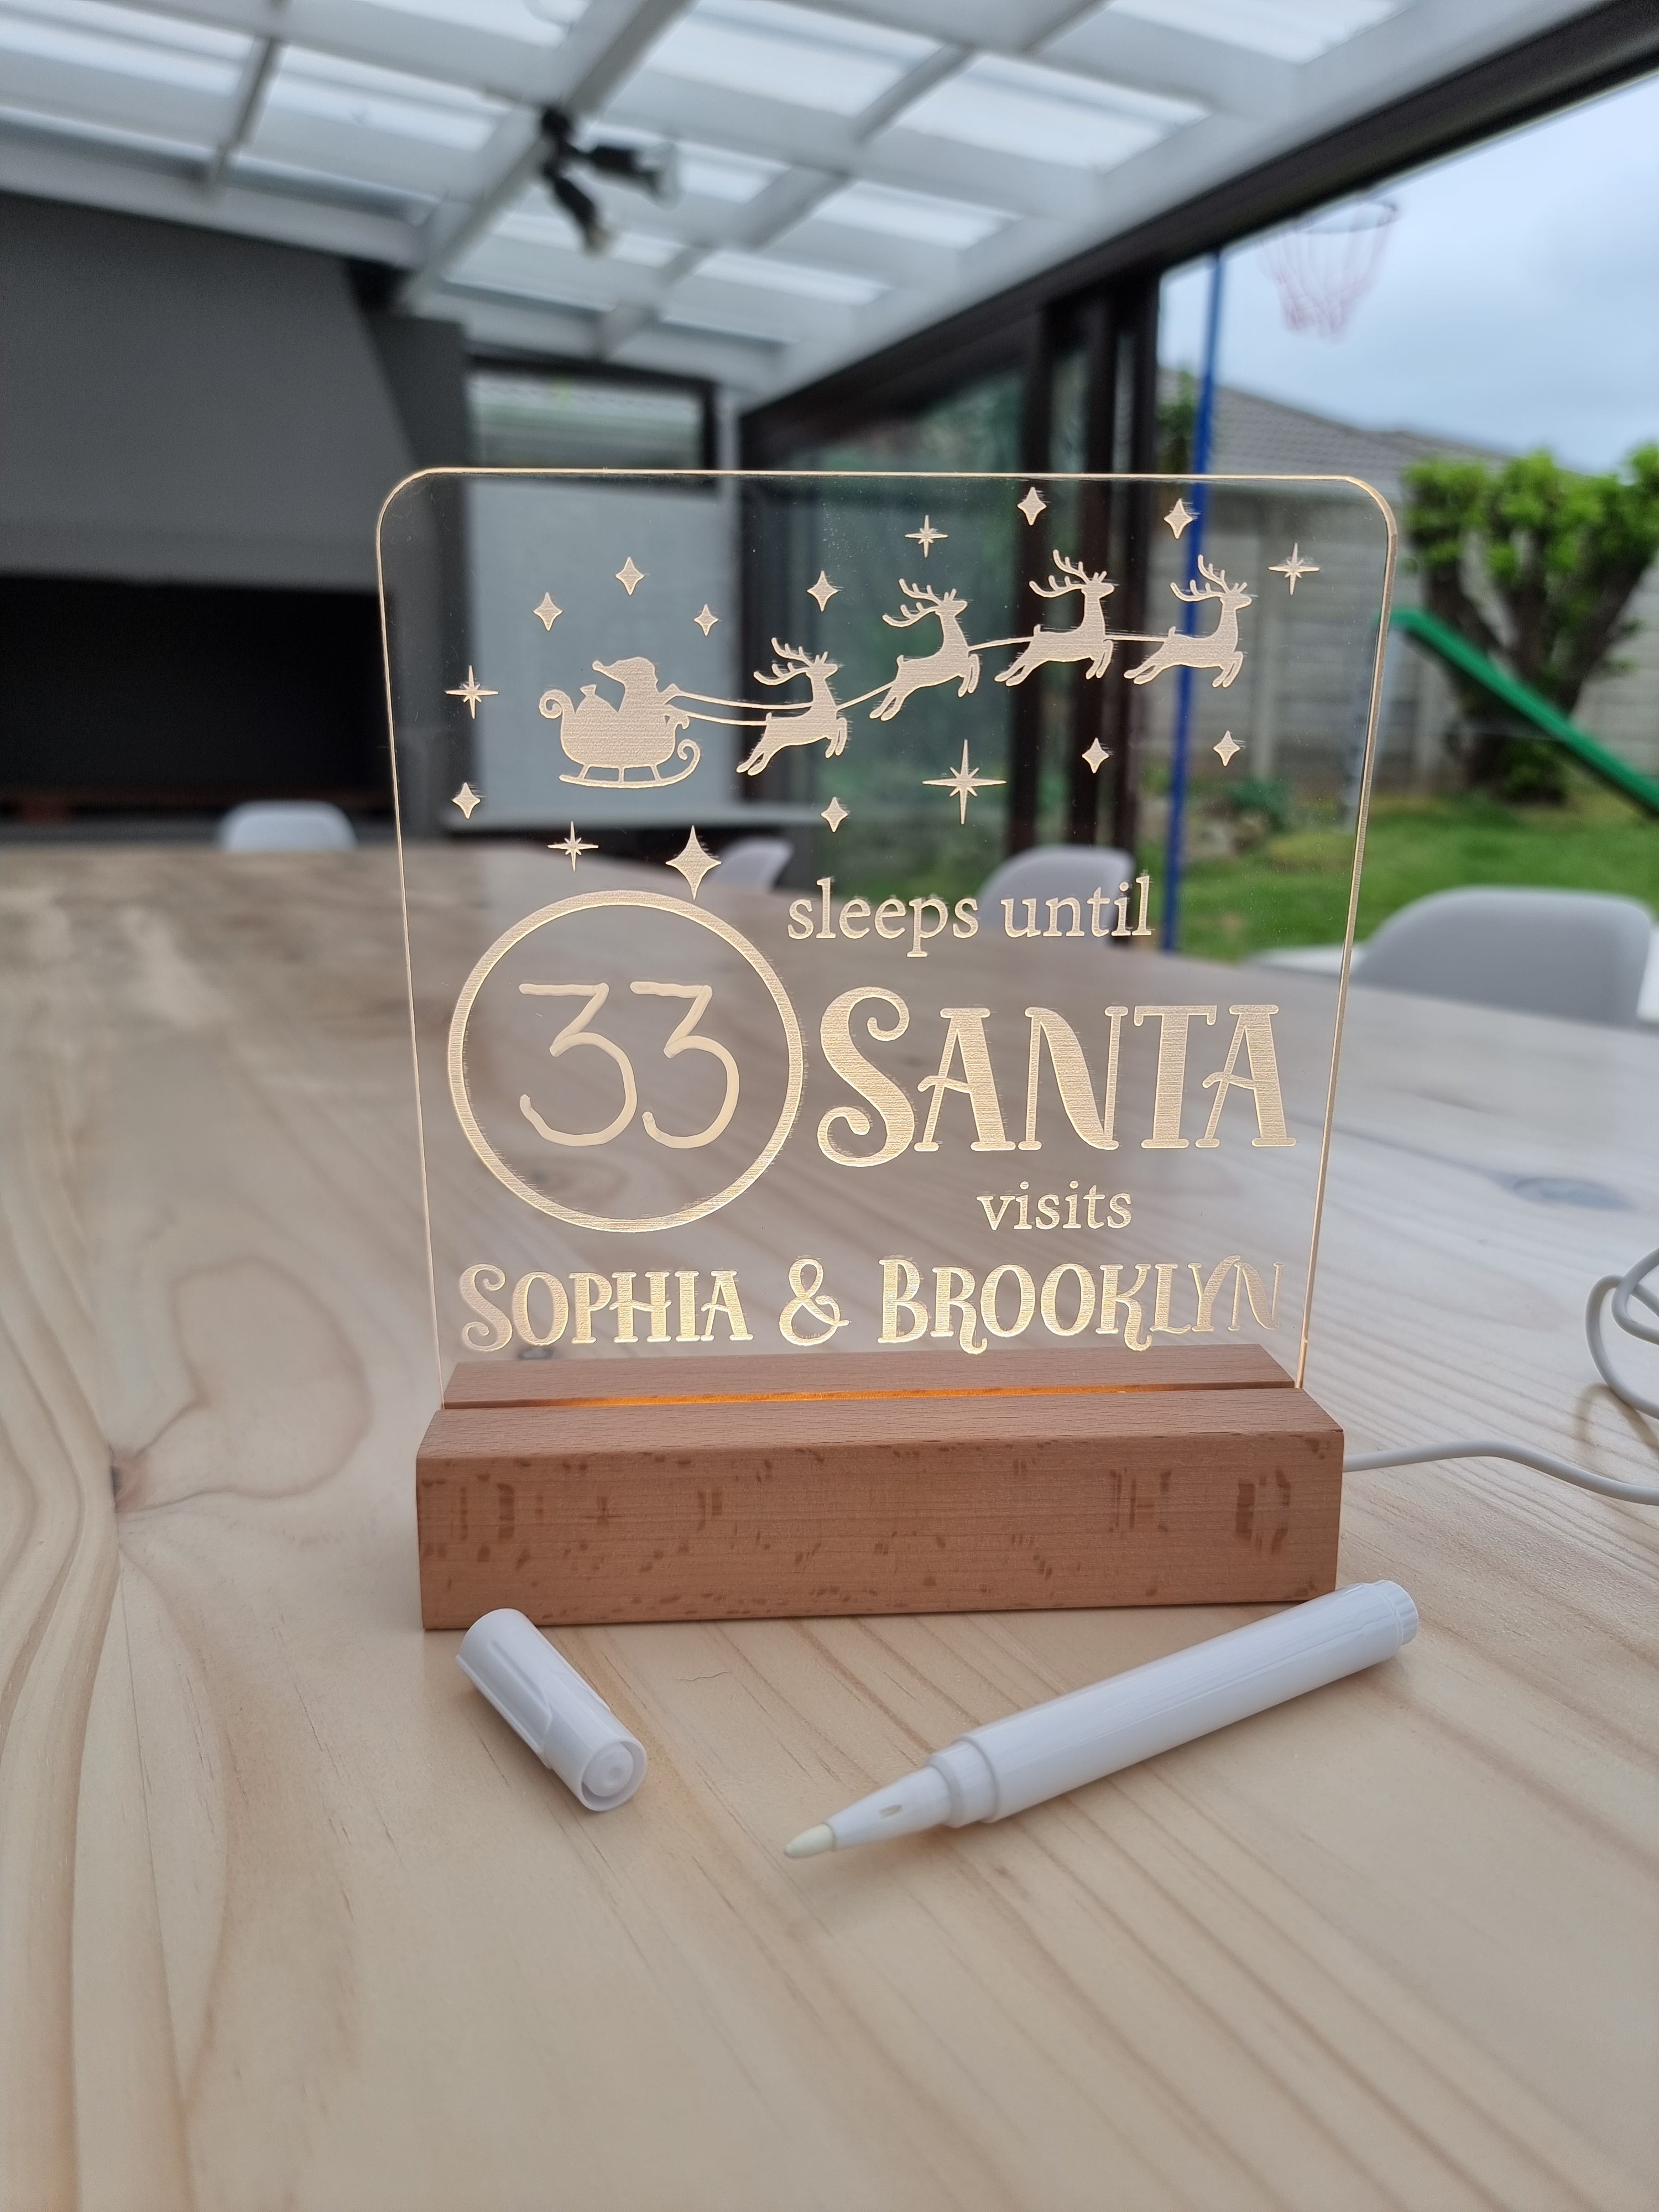 sleeps until
33 SANTA
visits
SOPHIA & BROOKLYN